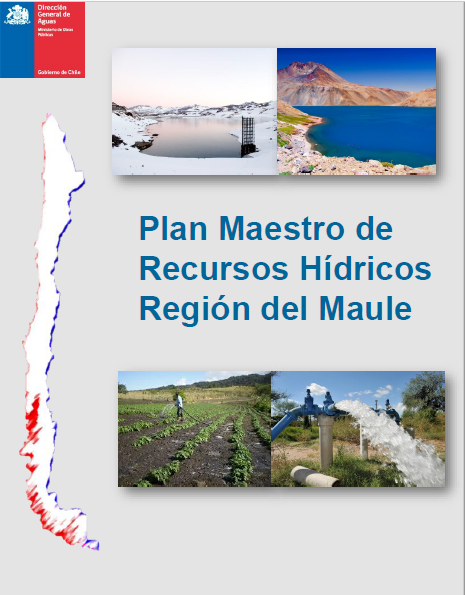 Dirección
General de
Aguas
Ministerio de Obras
Públicas
Gobierno de Chile
Plan Maestro de
Recursos Hídricos
Región del Maule